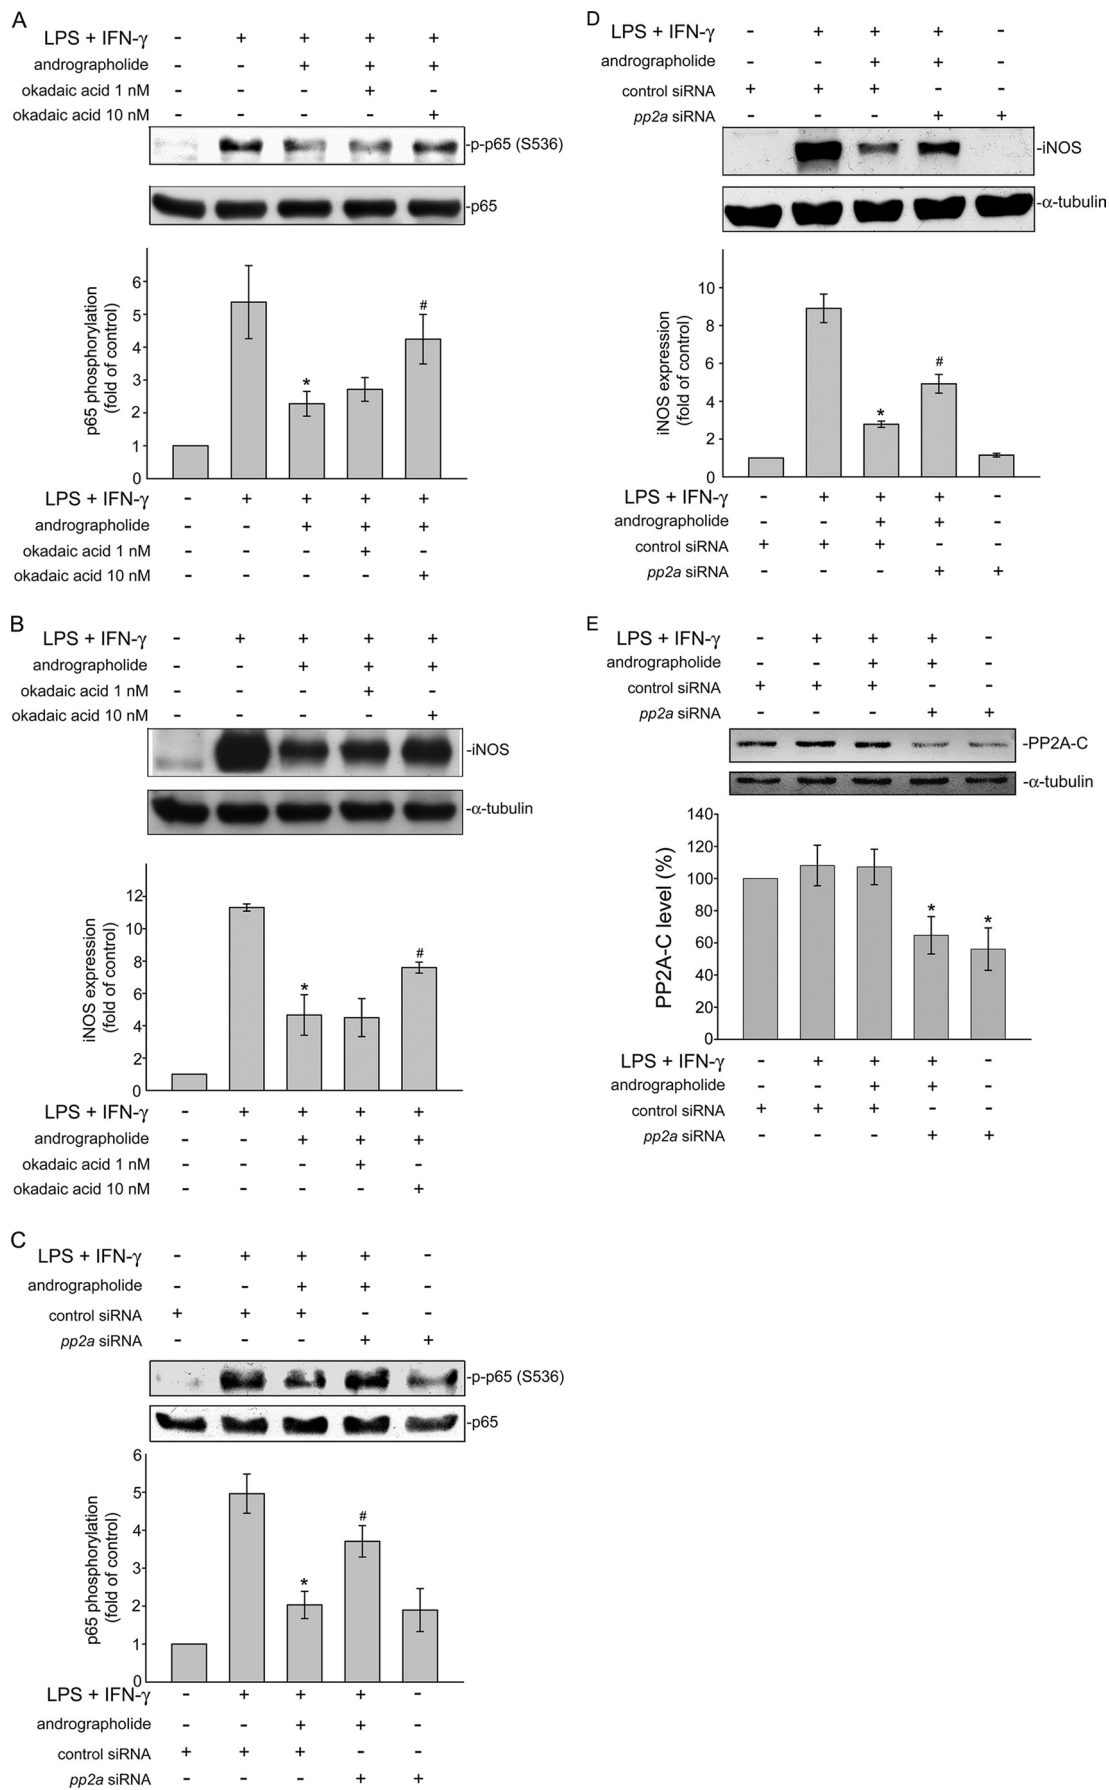 A
LPS + IFN-γ - + + + +
andrographolide - - + + +
okadaic acid 1 nM - - - + -
okadaic acid 10 nM - - - - +
-p-p65 (S536)
-p65
p65 phosphorylation
(fold of control)
6
5
4
3
2
1
0
*
#
LPS + IFN-γ - + + + +
andrographolide - - + + +
okadaic acid 1 nM - - - + -
okadaic acid 10 nM - - - - +
B
LPS + IFN-γ - + + + +
andrographolide - - + + +
okadaic acid 1 nM - - - + -
okadaic acid 10 nM - - - - +
-iNOS
-α-tubulin
iNOS expression
(fold of control)
12
10
8
6
4
2
0
*
#
LPS + IFN-γ - + + + +
andrographolide - - + + +
okadaic acid 1 nM - - - + -
okadaic acid 10 nM - - - - +
C
LPS + IFN-γ - + + + -
andrographolide - - + + -
control siRNA + + + - -
pp2a siRNA - - - + +
-p-p65 (S536)
-p65
p65 phosphorylation
(fold of control)
6
5
4
3
2
1
0
*
#
LPS + IFN-γ - + + + -
andrographolide - - + + -
control siRNA + + + - -
pp2a siRNA - - - + +
D
LPS + IFN-γ - + + + -
andrographolide - - + + -
control siRNA + + + - -
pp2a siRNA - - - + +
-iNOS
-α-tubulin
iNOS expression
(fold of control)
10
8
6
4
2
0
*
#
LPS + IFN-γ - + + + -
andrographolide - - + + -
control siRNA + + + - -
pp2a siRNA - - - + +
E
LPS + IFN-γ - + + + -
andrographolide - - + + -
control siRNA + + + - -
pp2a siRNA - - - + +
-PP2A-C
-α-tubulin
PP2A-C level (%)
140
120
100
80
60
40
20
0
*
*
LPS + IFN-γ - + + + -
andrographolide - - + + -
control siRNA + + + - -
pp2a siRNA - - - + +